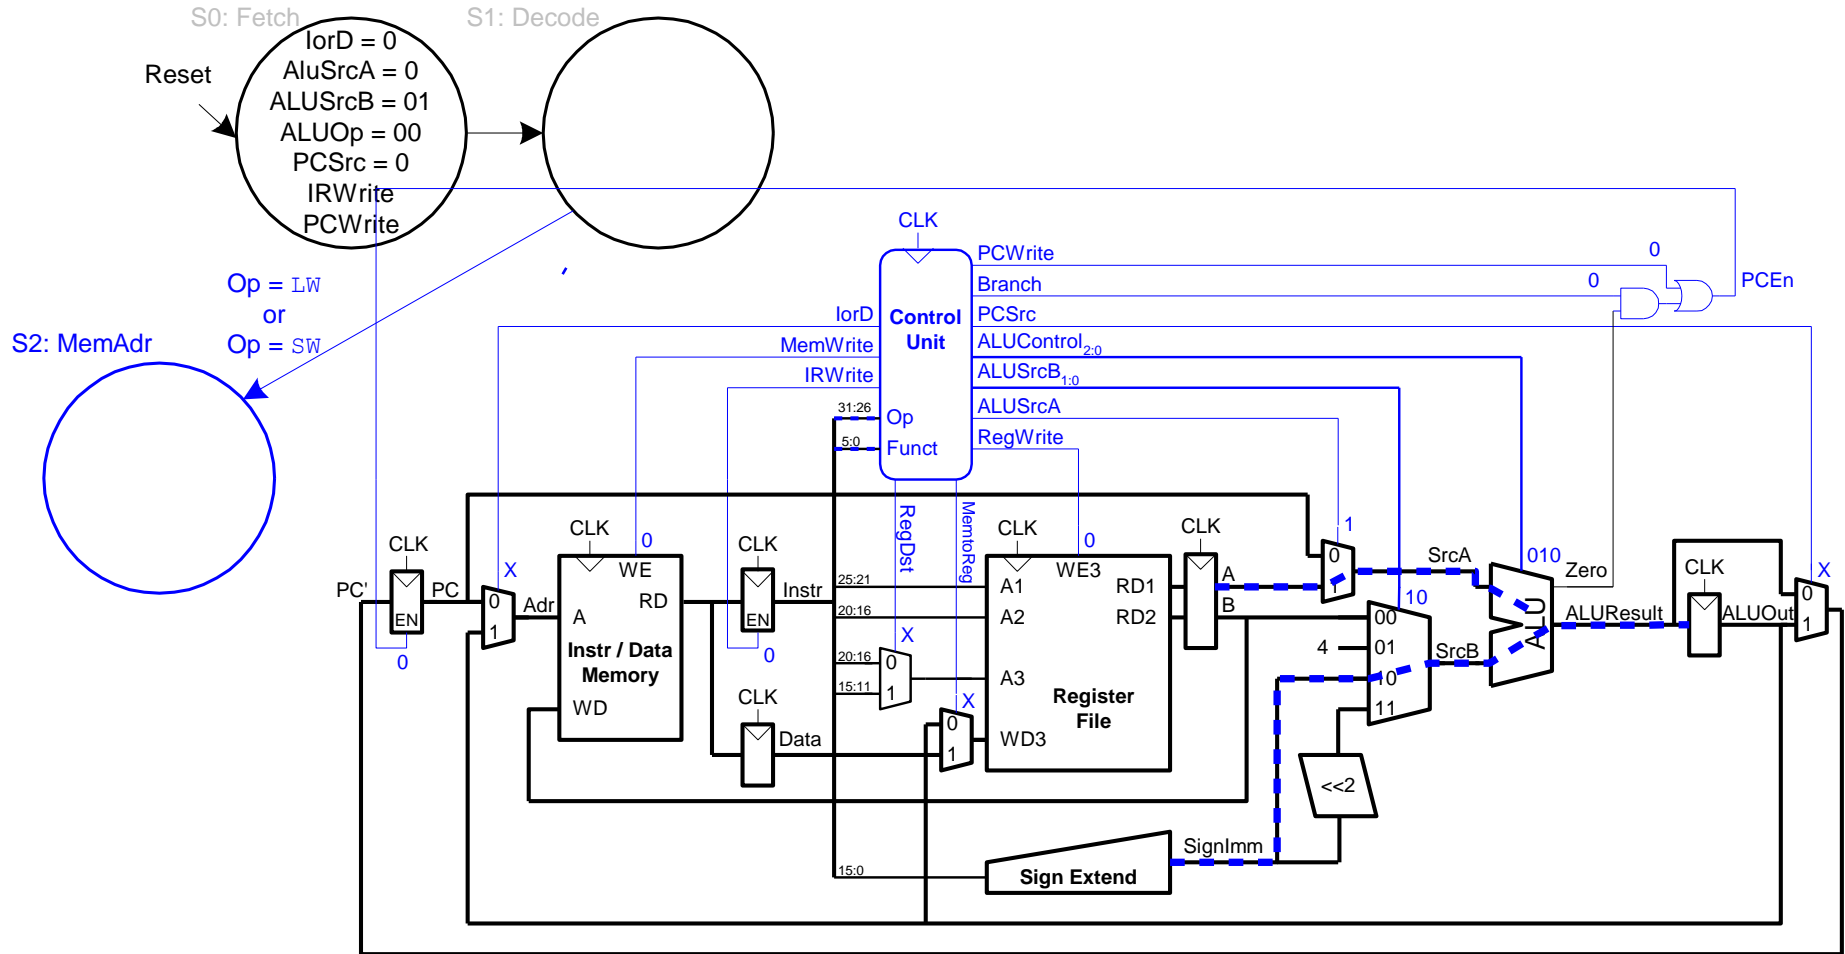 S0: Fetch
S1: Decode
IorD = 0
AluSrcA = 0
ALUSrcB = 01
ALUOp = 00
PCSrc = 0
IRWrite
PCWrite
Reset
Op = LW
or
Op = SW
S2: MemAdr
CLK
PCWrite
Branch
PCSrc
ALUControl2:0
ALUSrcB1:0
ALUSrcA
RegWrite
IorD
MemWrite
IRWrite
Control
Unit
31:26
Op
5:0
Funct
0
0
PCEn
RegDst
MemtoReg
PC'
CLK
EN
0
PC
X
0
1
Adr
CLK
0
WE
A
RD
Instr / Data
Memory
WD
CLK
EN
0
Instr
CLK
Data
25:21
20:16
20:16
15:11
15:0
X
0
1
X
0
1
CLK
0
WE3
A1
A2
A3
WD3
RD1
RD2
Register
File
CLK
A
B
1
0
1
SrcA
10
00
01
10
11
4
SrcB
<<2
SignImm
Sign Extend
010
ALU
Zero
ALUResult
CLK
ALUOut
X
0
1